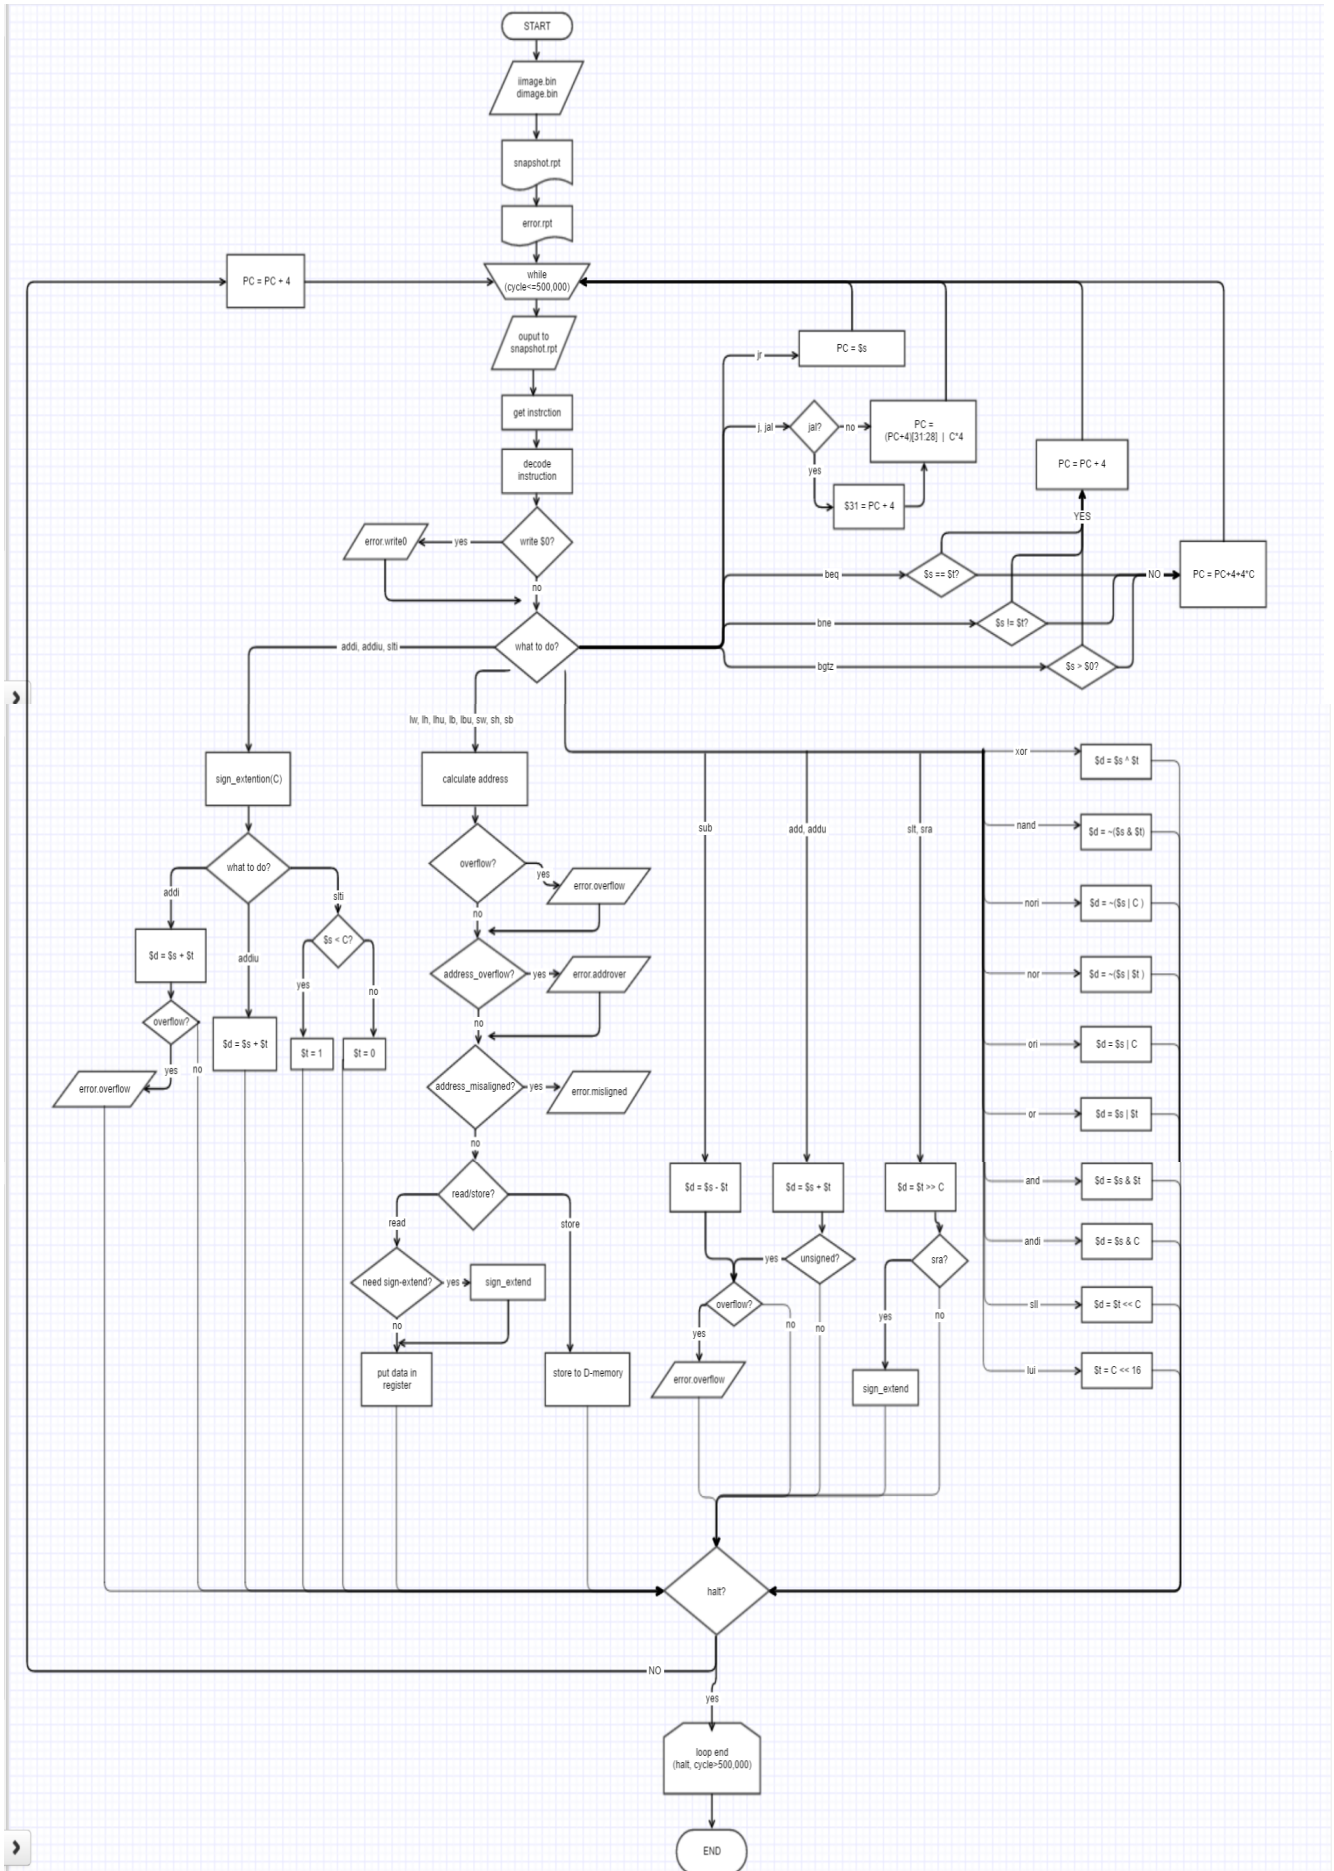 START
iimage.bin
dimage.bin
snapshot.rpt
error.rpt
while
(cycle<=500,000)
PC = PC + 4
ouput to
snapshot.rpt
get instrction
decode
instruction
write $0?
yes
error.write0
no
what to do?
jr
PC = $s
j, jal
jal?
no
PC =
(PC+4)[31:28] | C*4
yes
$31 = PC + 4
PC = PC + 4
YES
beq
$s == $t?
NO
PC = PC+4+4*C
bne
$s != $t?
bgtz
$s > $0?
addi, addiu, slti
lw, lh, lhu, lb, lbu, sw, sh, sb
sign_extention(C)
what to do?
addi
slti
$d = $s + $t
addiu
$s < C?
yes
no
overflow?
yes
no
error.overflow
$d = $s + $t
$t = 1
$t = 0
calculate address
overflow?
yes
error.overflow
no
address_overflow?
yes
error.addrover
no
address_misaligned?
yes
error.misligned
no
read/store?
read
store
need sign-extend?
yes
sign_extend
no
put data in
register
store to D-memory
sub
add, addu
slt, sra
$d = $s - $t
$d = $s + $t
$d = $t >> C
yes
unsigned?
sra?
overflow?
yes
no
no
yes
no
error.overflow
sign_extend
xor
$d = $s ^ $t
nand
$d = ~($s & $t)
nori
$d = ~($s | C )
nor
$d = ~($s | $t )
ori
$d = $s | C
or
$d = $s | $t
and
$d = $s & $t
andi
$d = $s & C
sll
$d = $t << C
lui
$t = C << 16
halt?
NO
yes
loop end
(halt, cycle>500,000)
END